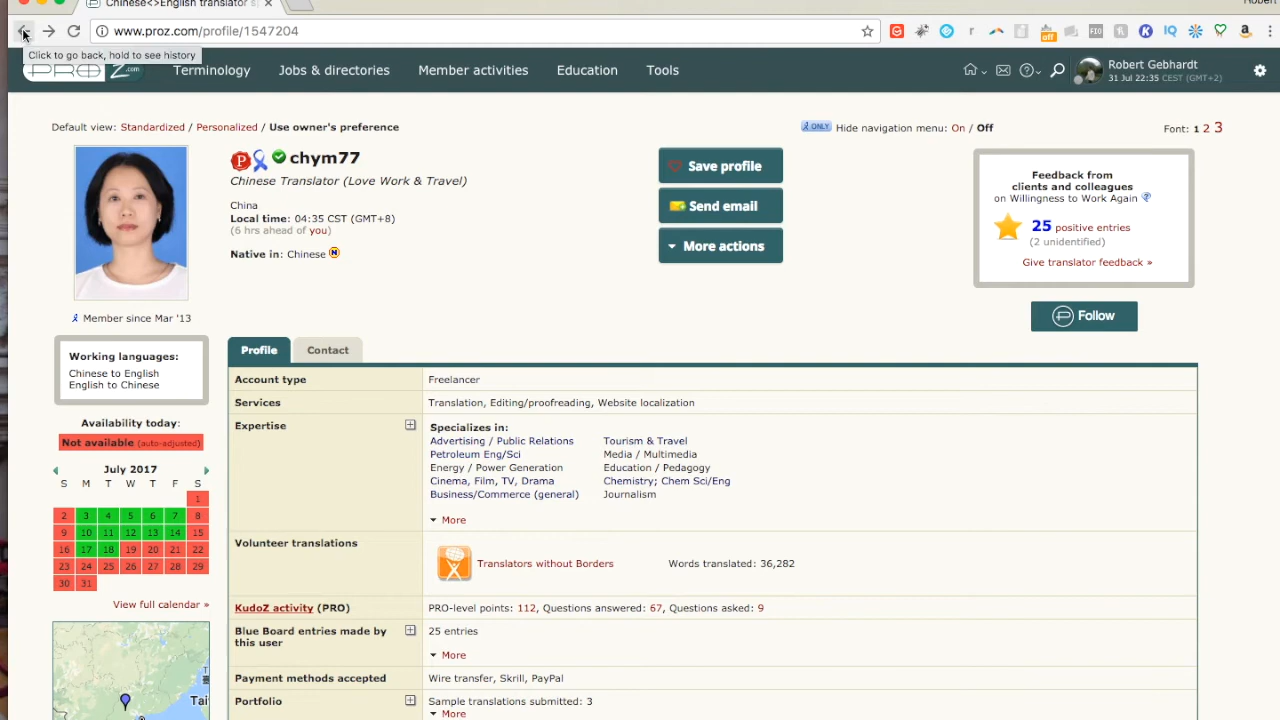 Chinese<>English translator s
Robert
www.proz.com/profile/1547204
off
FIO
IQ
Click to go back, hold to see history
PRO Z.com
Terminology
Jobs & directories
Member activities
Education
Tools
Robert Gebhardt
31 Jul 22:35 CEST (GMT+2)
Default view: Standardized / Personalized / Use owner's preference
ONLY Hide navigation menu: On / Off
Font: 1 2 3
P chym77
Chinese Translator (Love Work & Travel)
China
Local time: 04:35 CST (GMT+8)
(6 hrs ahead of you)
Native in: Chinese N
Save profile
Send email
More actions
Feedback from
clients and colleagues
on Willingness to Work Again ?
25 positive entries
(2 unidentified)
Give translator feedback »
Follow
Member since Mar '13
Working languages:
Chinese to English
English to Chinese
Availability today:
Not available (auto-adjusted)
July 2017
S M T W T F S
1
2 3 4 5 6 7 8
9 10 11 12 13 14 15
16 17 18 19 20 21 22
23 24 25 26 27 28 29
30 31
View full calendar »
Tai
Profile
Contact
Account type
Freelancer
Services
Translation, Editing/proofreading, Website localization
Expertise
Specializes in:
Advertising / Public Relations
Tourism & Travel
Petroleum Eng/Sci
Media / Multimedia
Energy / Power Generation
Education / Pedagogy
Cinema, Film, TV, Drama
Chemistry; Chem Sci/Eng
Business/Commerce (general)
Journalism
More
Volunteer translations
Translators without Borders
Words translated: 36,282
KudoZ activity (PRO)
PRO-level points: 112, Questions answered: 67, Questions asked: 9
Blue Board entries made by
this user
25 entries
More
Payment methods accepted
Wire transfer, Skrill, PayPal
Portfolio
Sample translations submitted: 3
More